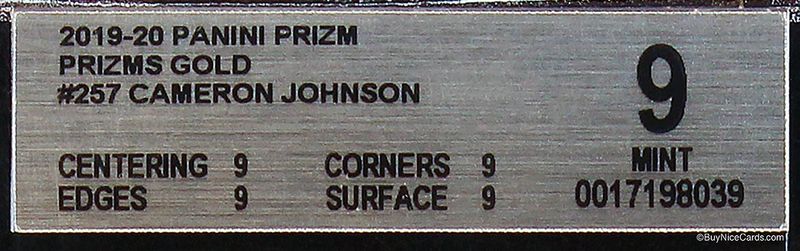 2019-20 PANINI PRIZM
PRIZMS GOLD
#257 CAMERON JOHNSON
9
MINT
0017198039
CENTERING 9 CORNERS 9
EDGES 9 SURFACE 9
©BuyNiceCards.com